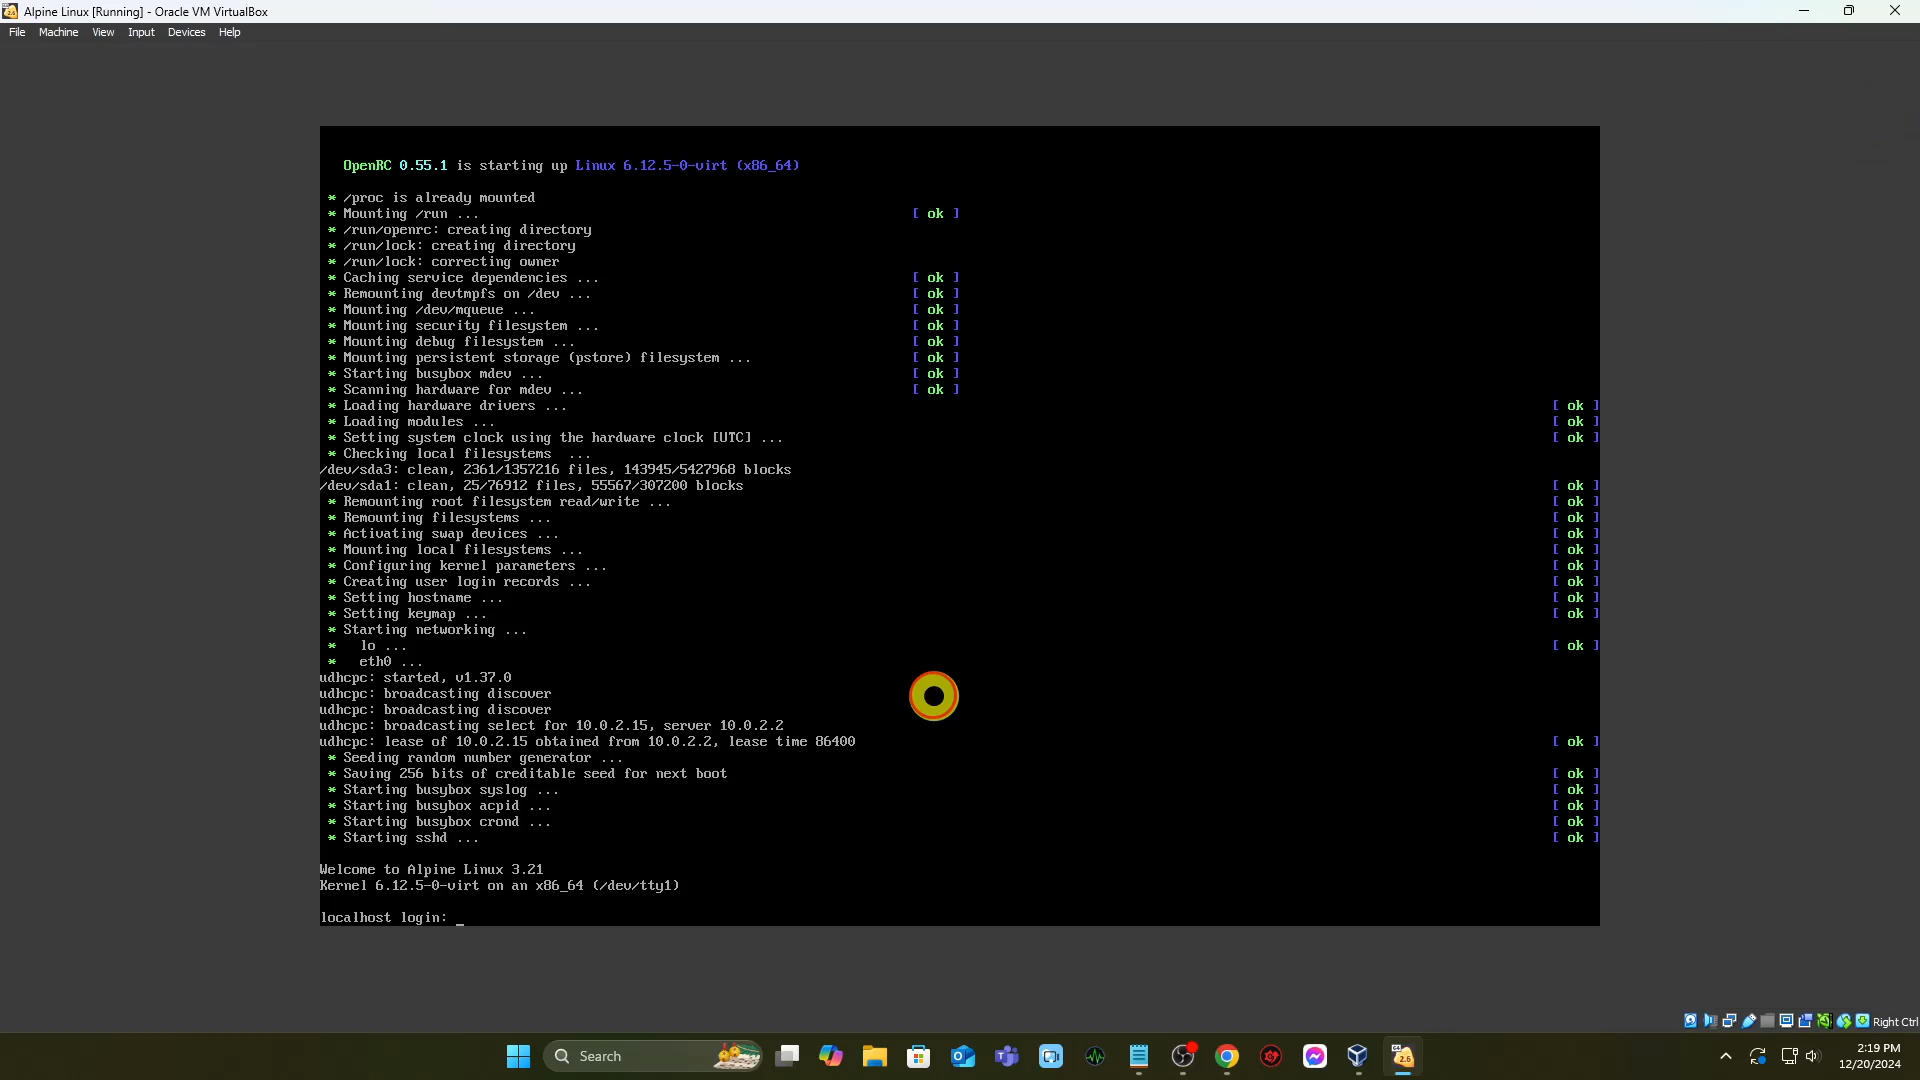 Alpine Linux [Running] - Oracle VM VirtualBox
File Machine View Input Devices Help
OpenRC 0.55.1 is starting up Linux 6.12.5-0-virt (x86_64)
* /proc is already mounted
* Mounting /run ... [ ok ]
* /run/openrc: creating directory
* /run/lock: creating directory
* /run/lock: correcting owner
* Caching service dependencies ... [ ok ]
* Remounting devtmpfs on /dev ... [ ok ]
* Mounting /dev/mqueue ... [ ok ]
* Mounting security filesystem ... [ ok ]
* Mounting debug filesystem ... [ ok ]
* Mounting persistent storage (pstore) filesystem ... [ ok ]
* Starting busybox mdev ... [ ok ]
* Scanning hardware for mdev ... [ ok ]
* Loading hardware drivers ... [ ok ]
* Loading modules ... [ ok ]
* Setting system clock using the hardware clock [UTC] ... [ ok ]
* Checking local filesystems ...
/dev/sda3: clean, 2361/1357216 files, 143945/5427968 blocks
/dev/sda1: clean, 25/76912 files, 55567/307200 blocks [ ok ]
* Remounting root filesystem read/write ... [ ok ]
* Remounting filesystems ... [ ok ]
* Activating swap devices ... [ ok ]
* Mounting local filesystems ... [ ok ]
* Configuring kernel parameters ... [ ok ]
* Creating user login records ... [ ok ]
* Setting hostname ... [ ok ]
* Setting keymap ... [ ok ]
* Starting networking ...
* lo ... [ ok ]
* eth0 ...
udhcpc: started, v1.37.0
udhcpc: broadcasting discover
udhcpc: broadcasting discover
udhcpc: broadcasting select for 10.0.2.15, server 10.0.2.2
udhcpc: lease of 10.0.2.15 obtained from 10.0.2.2, lease time 86400 [ ok ]
* Seeding random number generator ...
* Saving 256 bits of creditable seed for next boot [ ok ]
* Starting busybox syslog ... [ ok ]
* Starting busybox acpid ... [ ok ]
* Starting busybox crond ... [ ok ]
* Starting sshd ... [ ok ]
Welcome to Alpine Linux 3.21
Kernel 6.12.5-0-virt on an x86_64 (/dev/tty1)
localhost login: _
Right Ctrl
Search
2:19 PM
12/20/2024